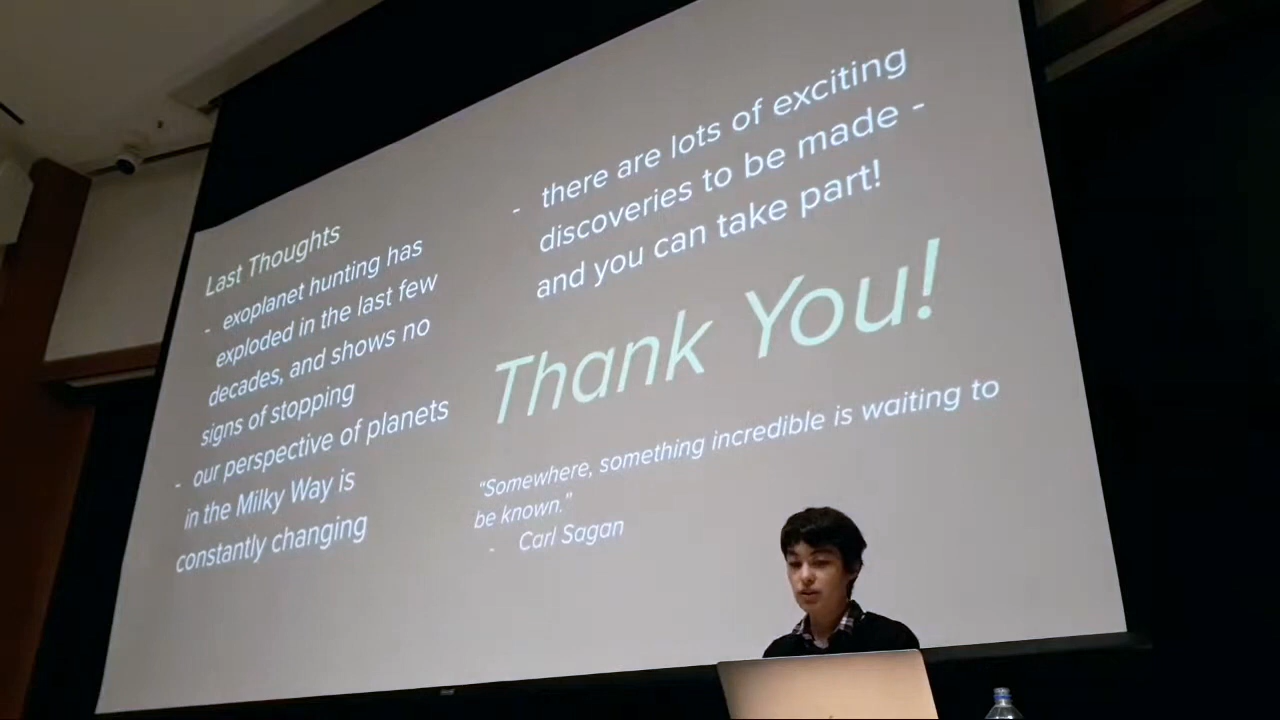 Last Thoughts
- exoplanet hunting has
exploded in the last few
decades, and shows no
signs of stopping
- our perspective of planets
in the Milky Way is
constantly changing
- there are lots of exciting
discoveries to be made -
and you can take part!
Thank You!
"Somewhere, something incredible is waiting to
be known."
- Carl Sagan